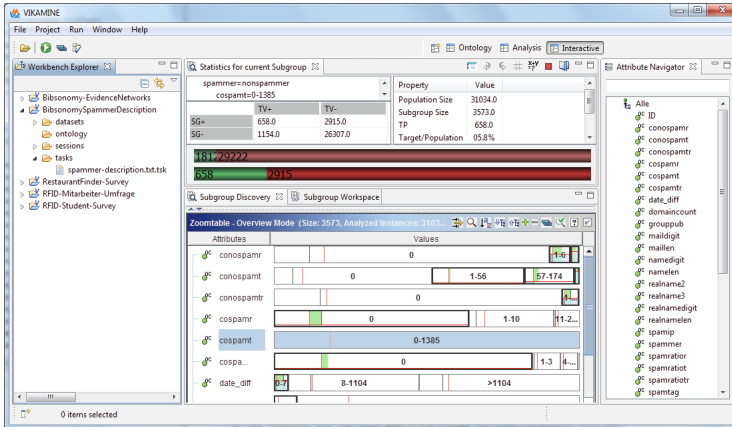 VIKAMINE
File Project Run Window Help
Ontology Analysis Interactive
Workbench Explorer
Bibsonomy-EvidenceNetworks
BibsonomySpammerDescription
datasets
ontology
sessions
tasks
spammer-description.txt.tsk
RestaurantFinder-Survey
RFID-Mitarbeiter-Umfrage
RFID-Student-Survey
Statistics for current Subgroup
spammer=nonspammer
cospamt=0-1385
TV+ TV-
SG+ 658.0 2915.0
SG- 1154.0 26307.0
Property Value
Population Size 31034.0
Subgroup Size 3573.0
TP 658.0
Target/Population 05.8%
1812 29222
658 2915
Subgroup Discovery Subgroup Workspace
Zoomtable - Overview Mode (Size: 3573, Analyzed Instances: 3103...
Attributes Values
conospamr 0 1-6
conospamt 0 1-56 57-174
conospamtr 0 1-...
cospamr 0 1-10 11-2...
cospamt 0-1385
cospa... 0 1-3 4-...
date_diff 0-7 8-1104 >1104
Attribute Navigator
Alle
ID
conospamr
conospamt
conospamtr
cospamr
cospamt
cospamtr
date_diff
domaincount
grouppub
maildigit
maillen
namedigit
namelen
realname2
realname3
realnamedigit
realnamelen
spamip
spammer
spamratior
spamratiot
spamratiotr
spamtag
0 items selected